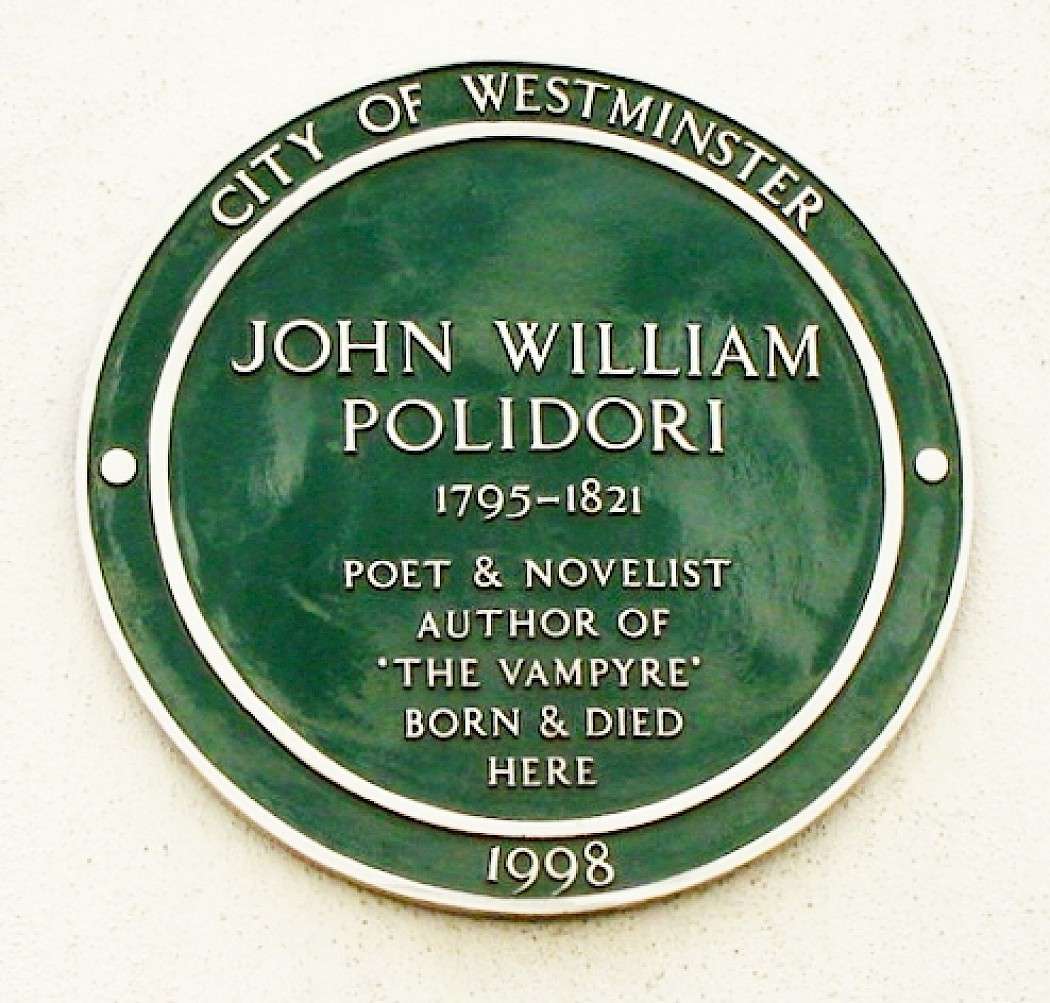 CITY OF WESTMINSTER
JOHN WILLIAM
POLIDORI
1795–1821
POET & NOVELIST
AUTHOR OF
'THE VAMPYRE'
BORN & DIED
HERE
1998